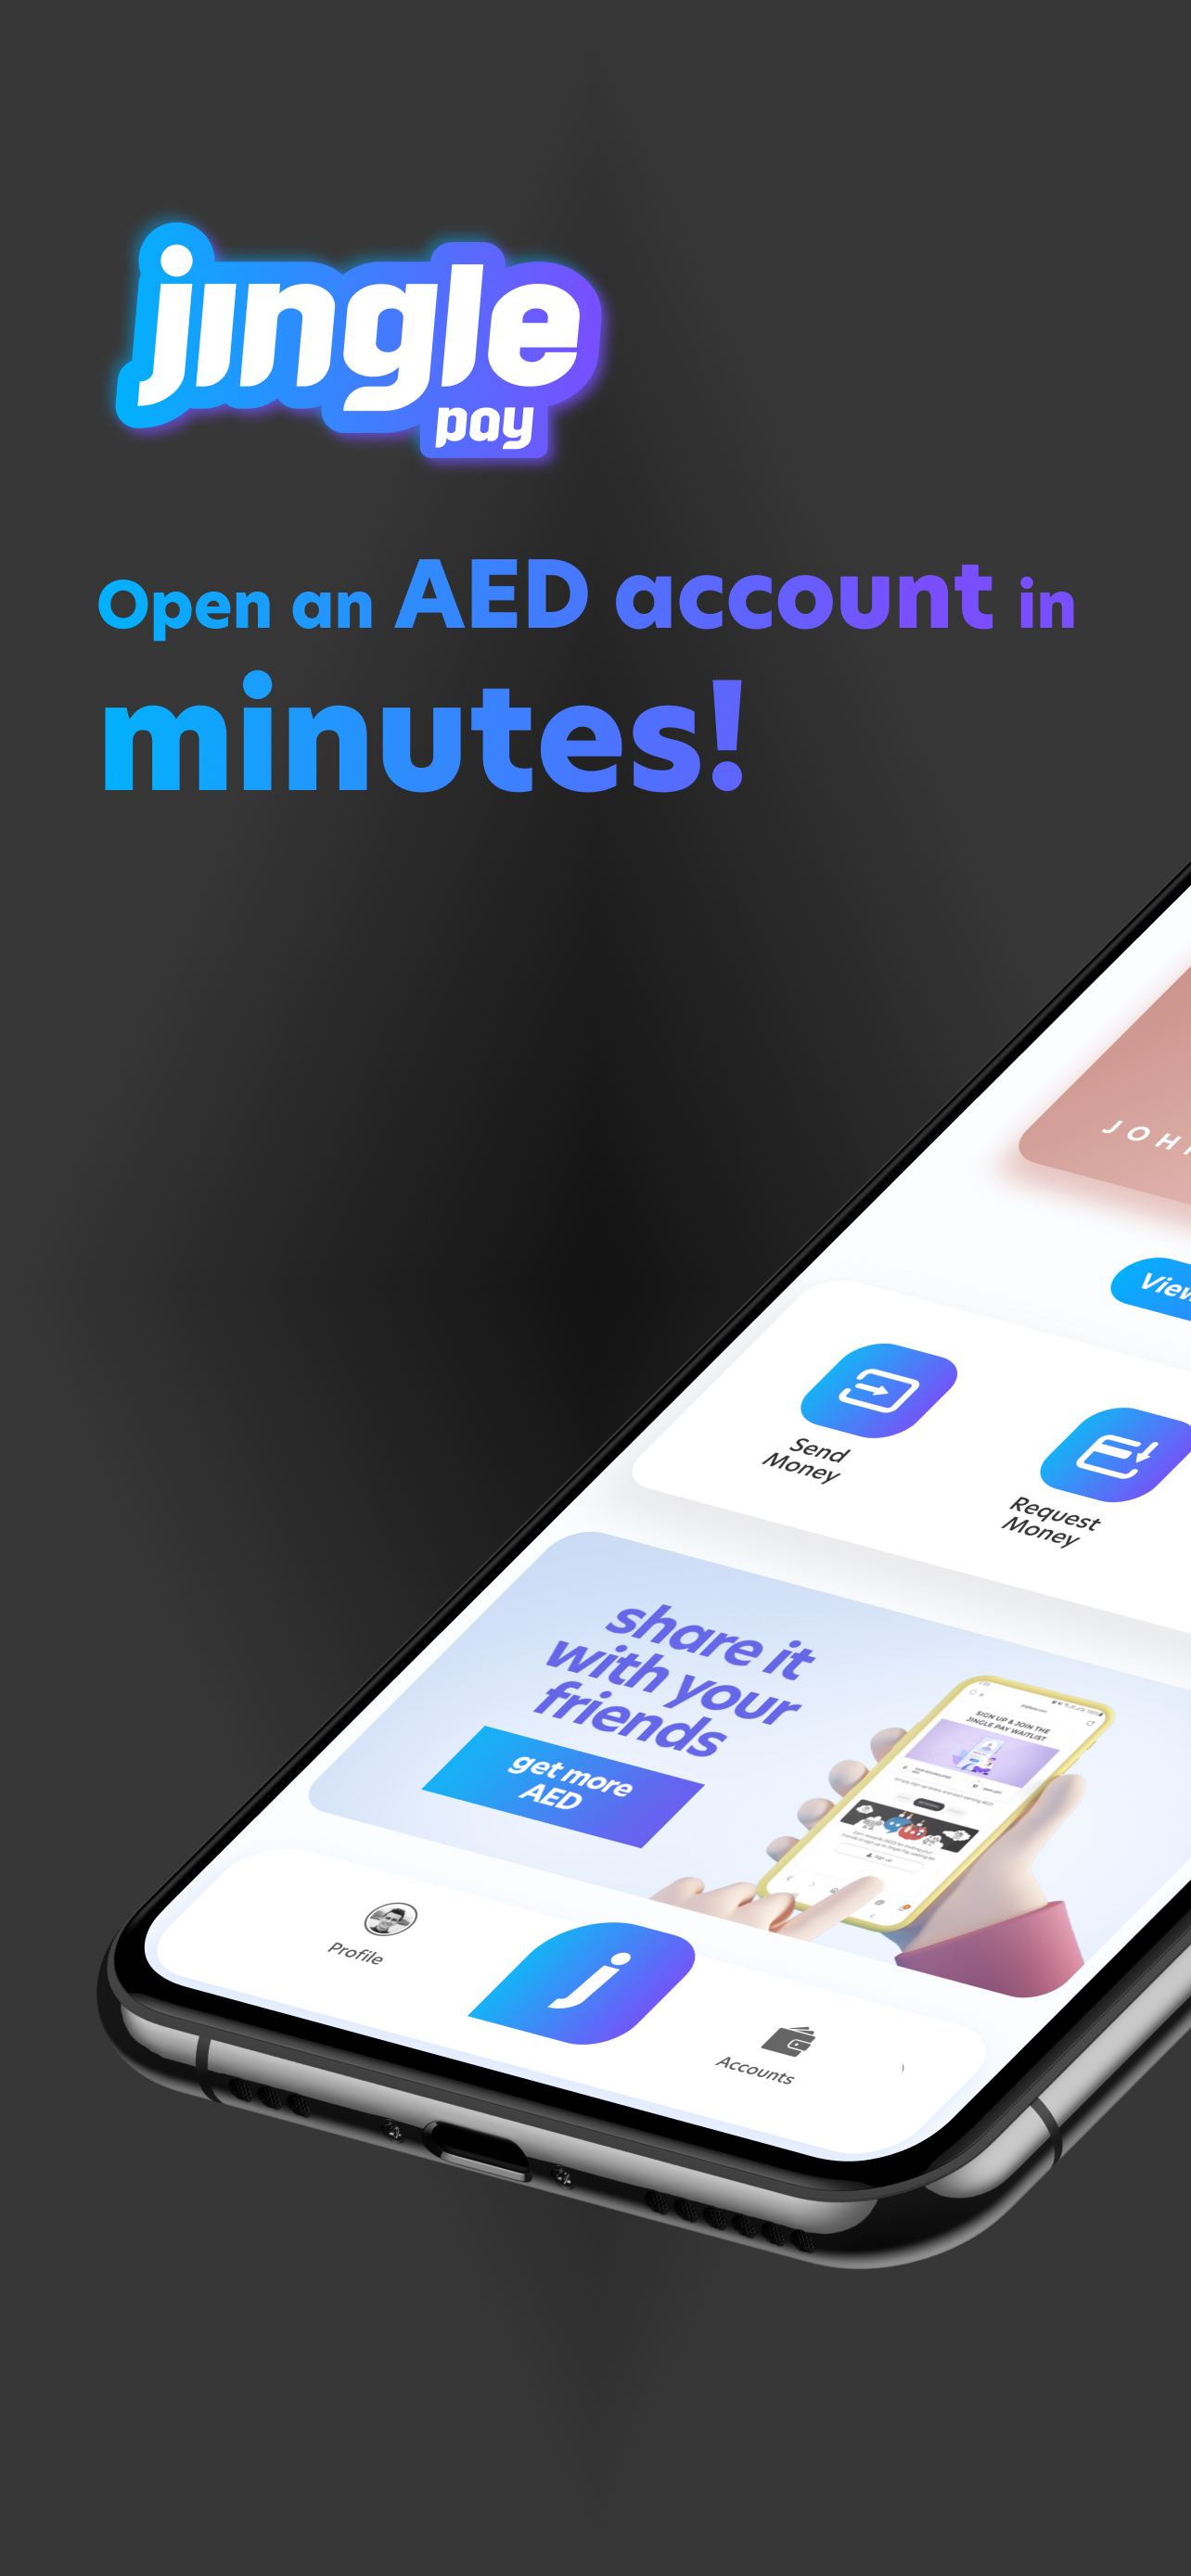 jingle
pay
Open an AED account in
minutes!
View
Send
Money
Request
Money
share it
with your
friends
get more
AED
SIGN UP & JOIN THE
JINGLE PAY WAITLIST
Profile
j
Accounts